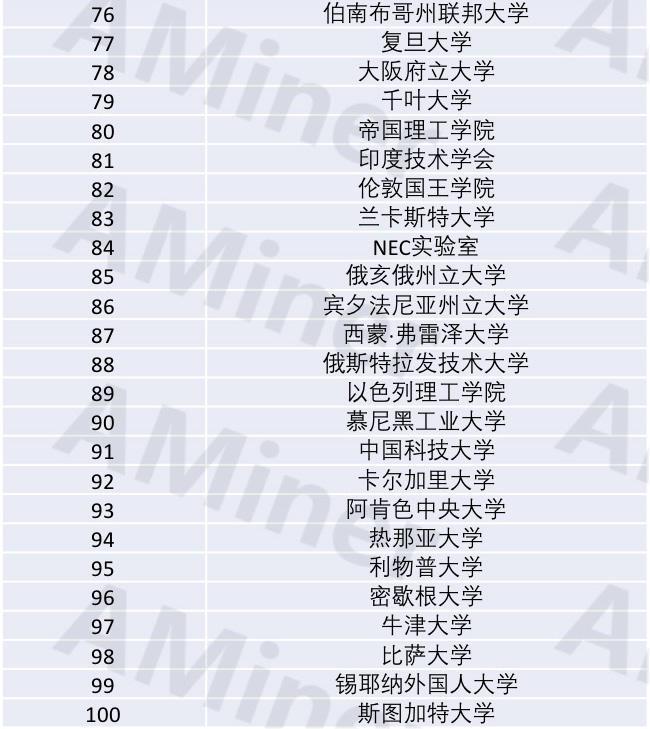 76 伯南布哥州联邦大学
77 复旦大学
78 大阪府立大学
79 千叶大学
80 帝国理工学院
81 印度技术学会
82 伦敦国王学院
83 兰卡斯特大学
84 NEC实验室
85 俄亥俄州立大学
86 宾夕法尼亚州立大学
87 西蒙·弗雷泽大学
88 俄斯特拉发技术大学
89 以色列理工学院
90 慕尼黑工业大学
91 中国科技大学
92 卡尔加里大学
93 阿肯色中央大学
94 热那亚大学
95 利物普大学
96 密歇根大学
97 牛津大学
98 比萨大学
99 锡耶纳外国人大学
100 斯图加特大学
AMiner
AMiner
AMiner
AMiner